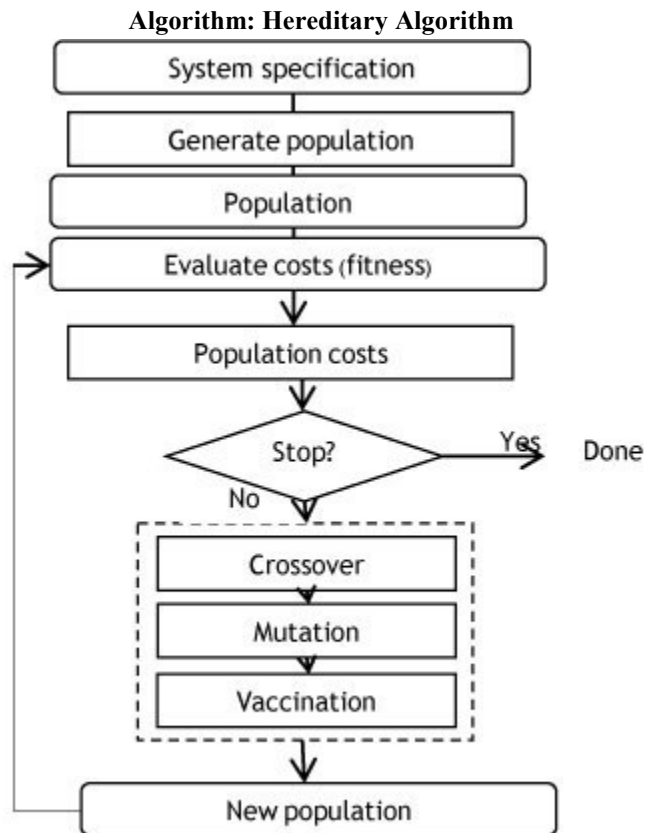 Algorithm: Hereditary Algorithm
System specification
Generate population
Population
Evaluate costs (fitness)
Population costs
Stop?
Yes
Done
No
Crossover
Mutation
Vaccination
New population